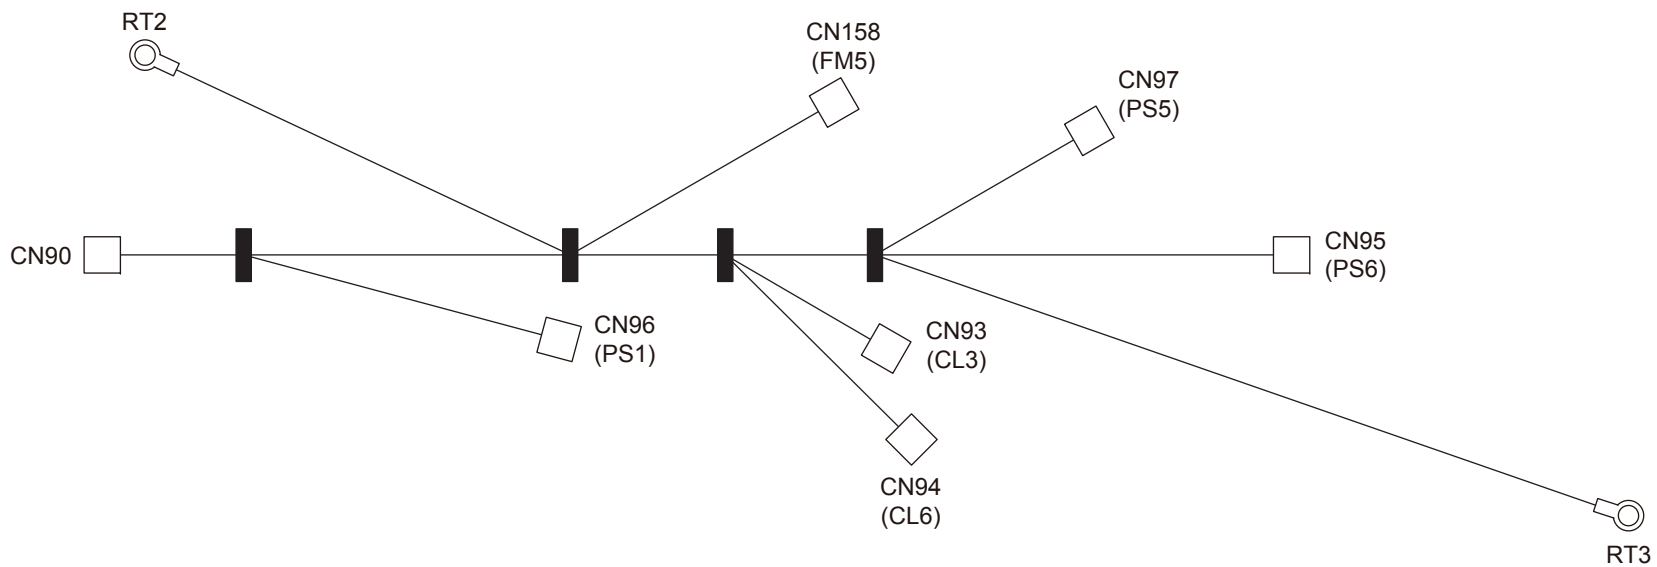 RT2
CN158
(FM5)
CN97
(PS5)
CN90
CN95
(PS6)
CN96
(PS1)
CN93
(CL3)
CN94
(CL6)
RT3